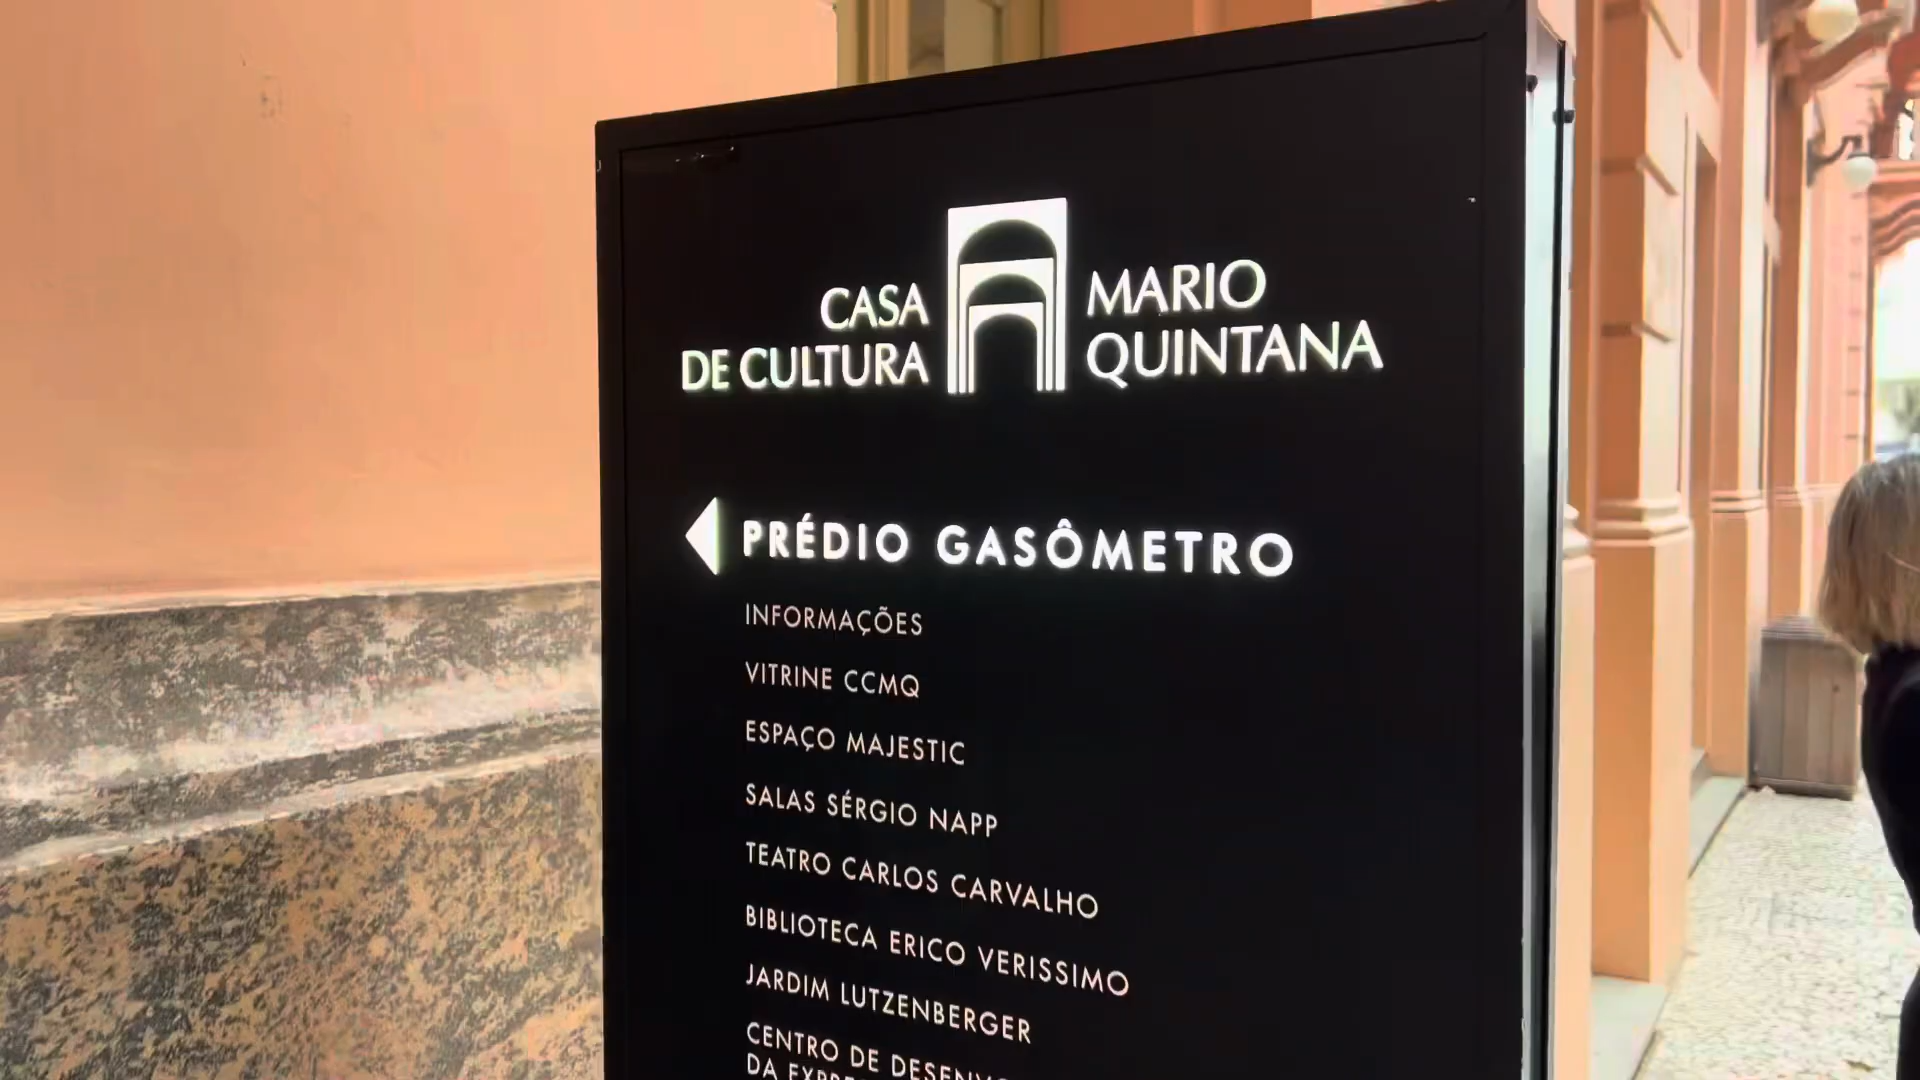 CASA
DE CULTURA
MARIO
QUINTANA
PRÉDIO GASÔMETRO
INFORMAÇÕES
VITRINE CCMQ
ESPAÇO MAJESTIC
SALAS SÉRGIO NAPP
TEATRO CARLOS CARVALHO
BIBLIOTECA ERICO VERISSIMO
JARDIM LUTZENBERGER
CENTRO DE
DA